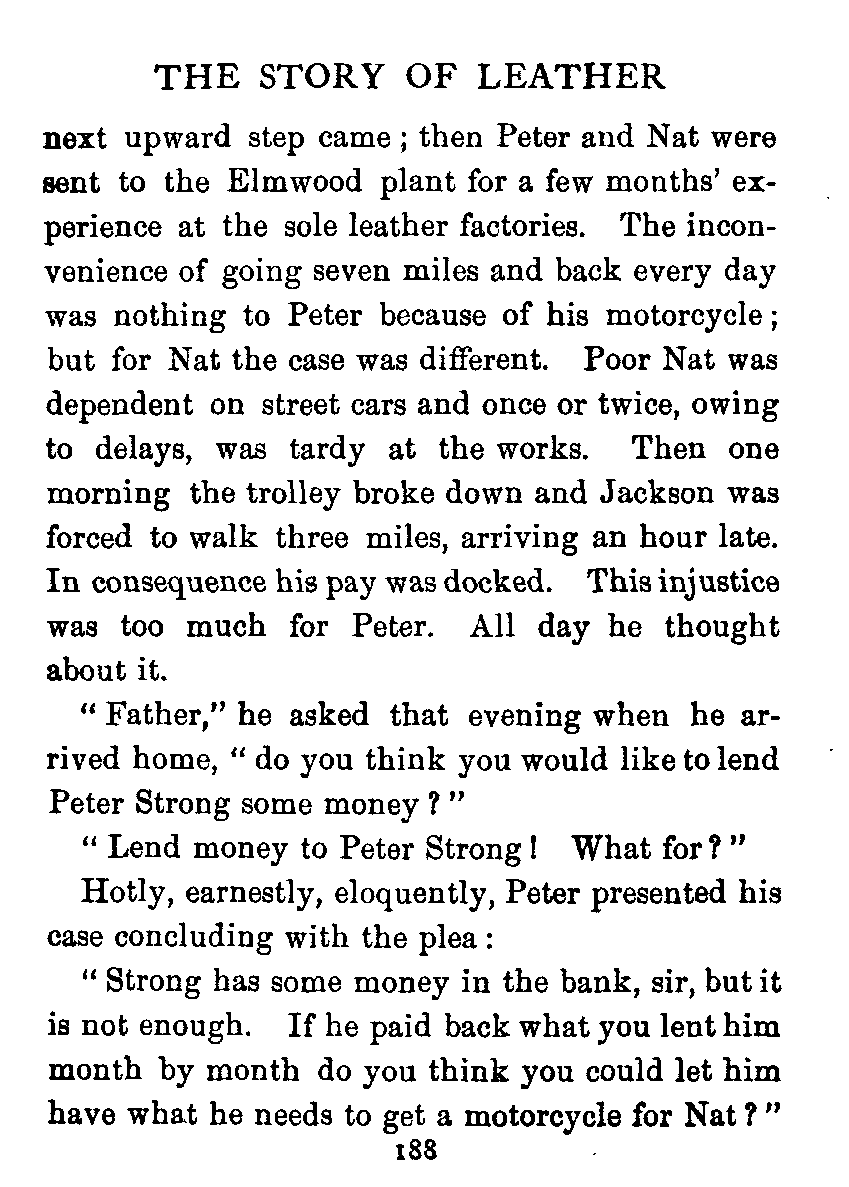 THE STORY OF LEATHER
next upward step came ; then Peter and Nat were
sent to the Elmwood plant for a few months' ex-
perience at the sole leather factories. The incon-
venience of going seven miles and back every day
was nothing to Peter because of his motorcycle ;
but for Nat the case was different. Poor Nat was
dependent on street cars and once or twice, owing
to delays, was tardy at the works. Then one
morning the trolley broke down and Jackson was
forced to walk three miles, arriving an hour late.
In consequence his pay was docked. This injustice
was too much for Peter. All day he thought
about it.
“ Father,” he asked that evening when he ar-
rived home, “ do you think you would like to lend
Peter Strong some money ? ”
“ Lend money to Peter Strong ! What for ? ”
Hotly, earnestly, eloquently, Peter presented his
case concluding with the plea :
“ Strong has some money in the bank, sir, but it
is not enough. If he paid back what you lent him
month by month do you think you could let him
have what he needs to get a motorcycle for Nat ? ”
188